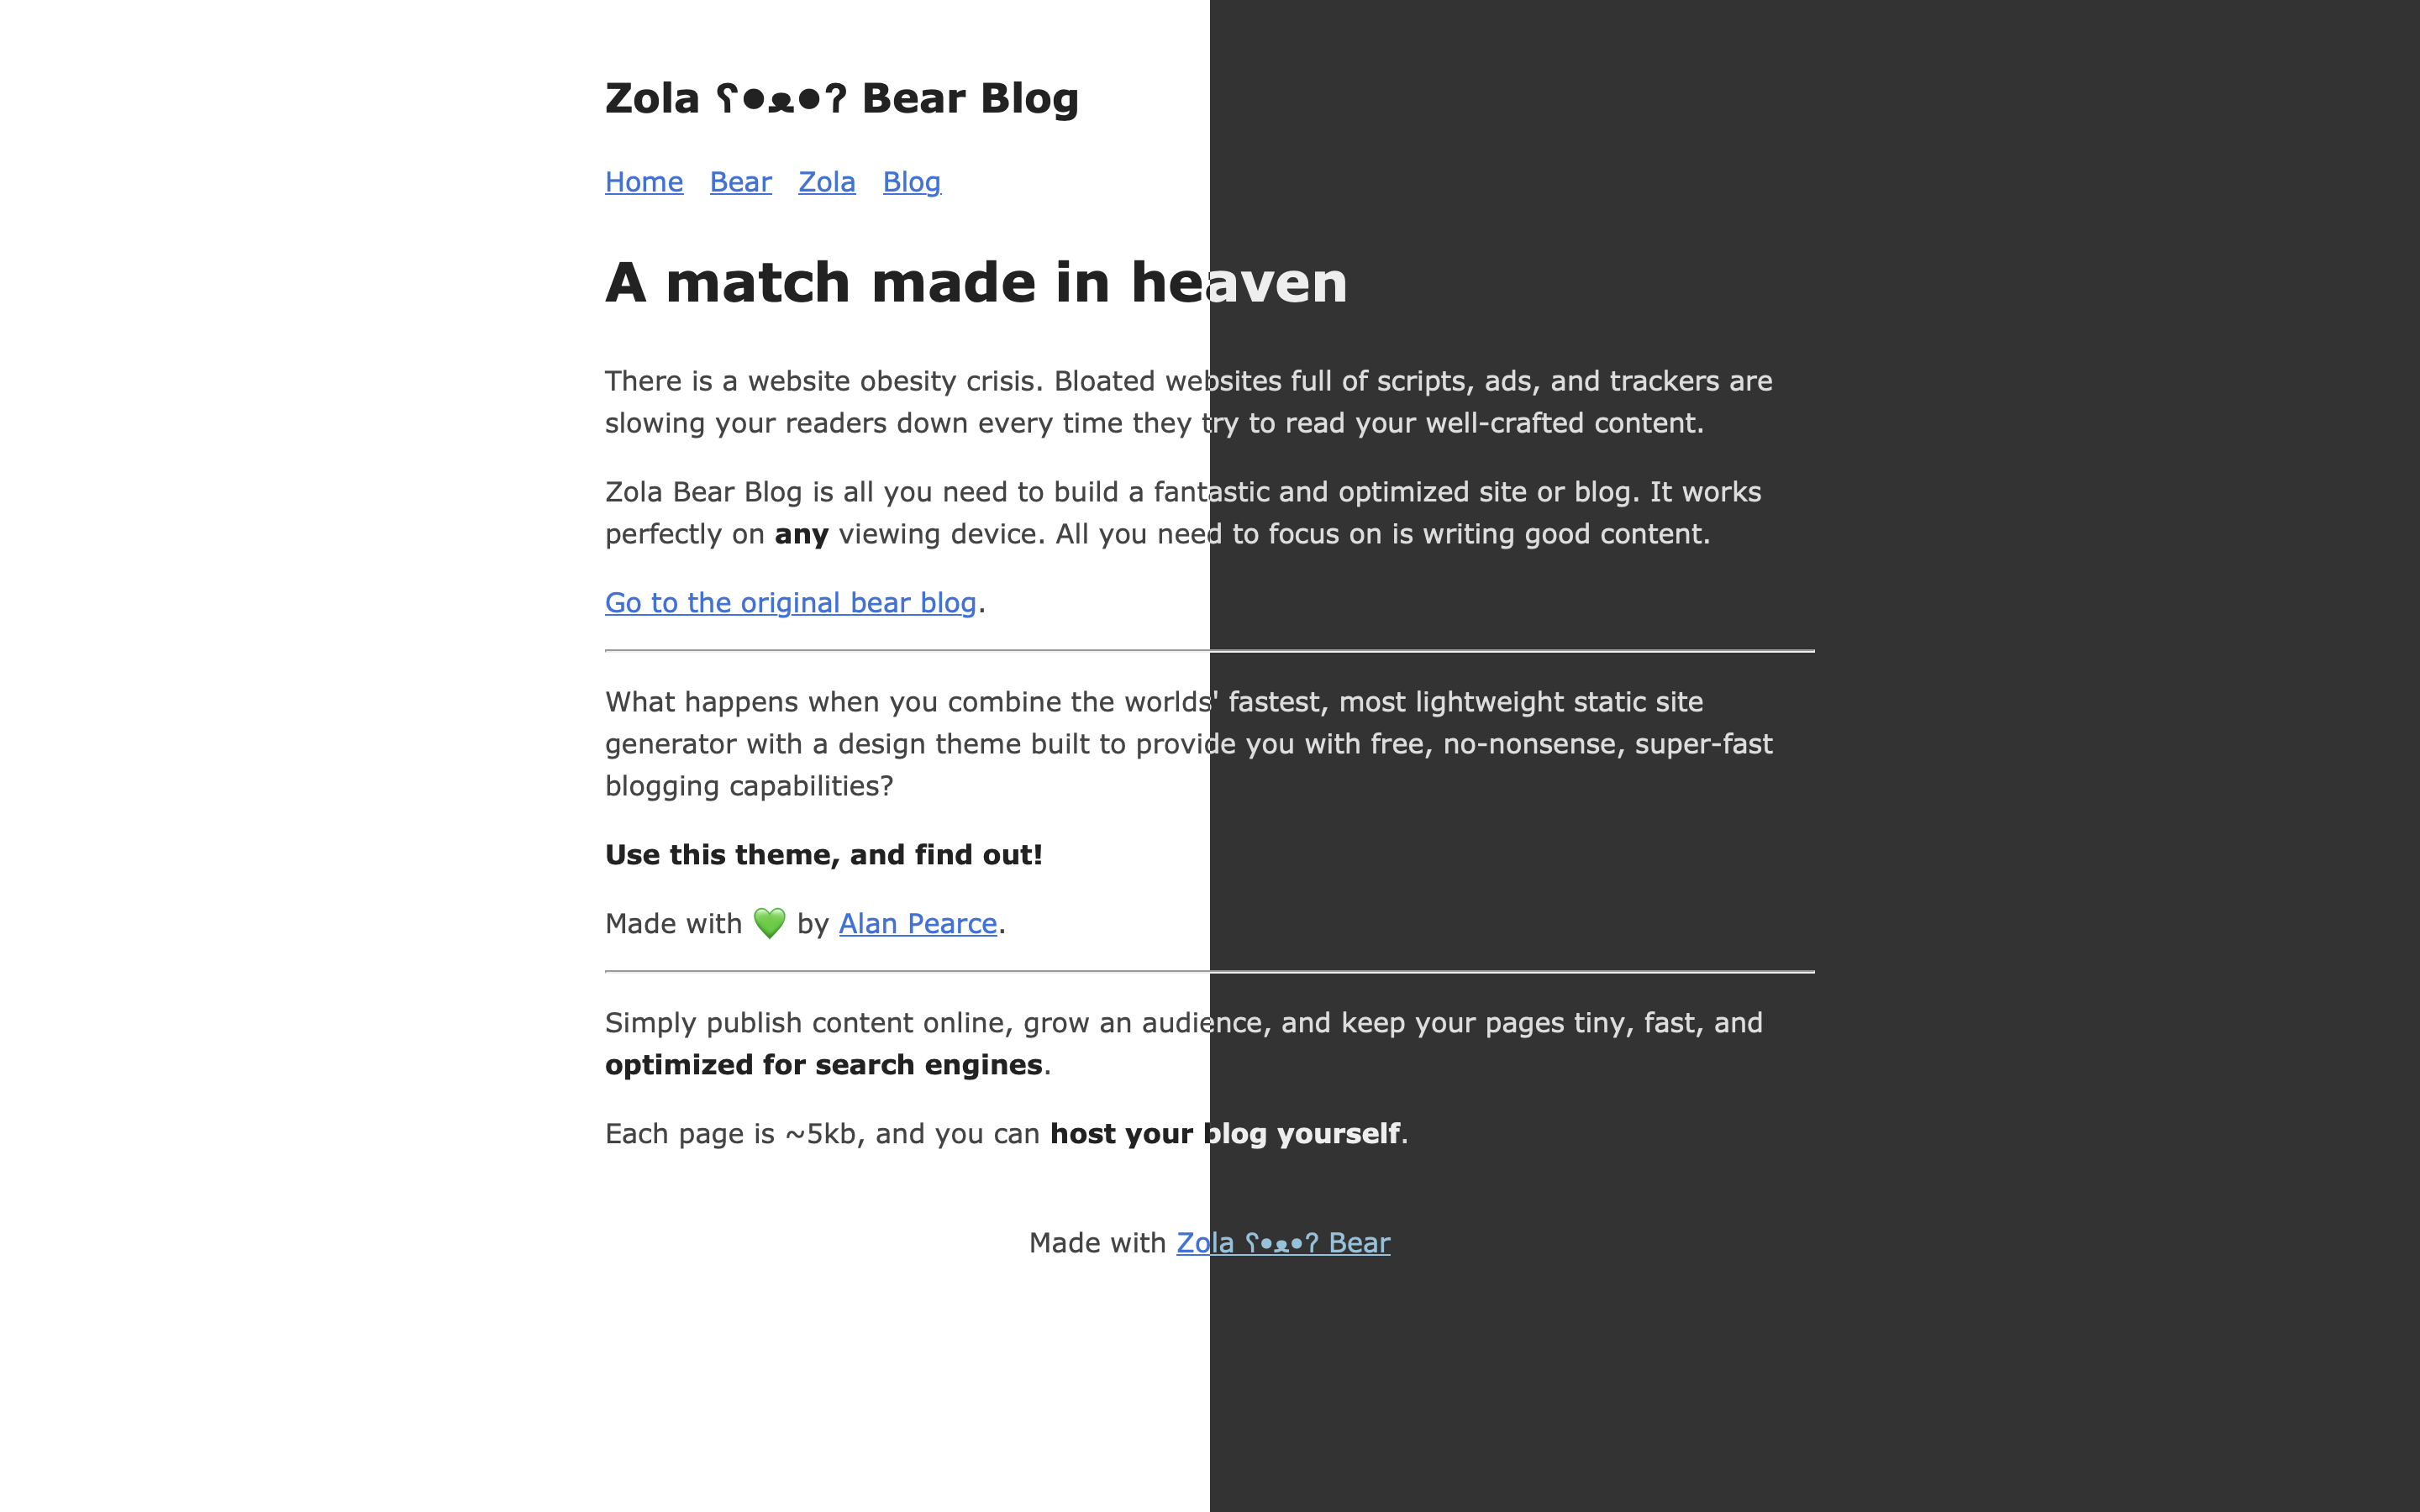 Zola ʕ•ᴥ•ʔ Bear Blog
Home Bear Zola Blog
A match made in heaven
There is a website obesity crisis. Bloated websites full of scripts, ads, and trackers are
slowing your readers down every time they try to read your well-crafted content.
Zola Bear Blog is all you need to build a fantastic and optimized site or blog. It works
perfectly on any viewing device. All you need to focus on is writing good content.
Go to the original bear blog.
What happens when you combine the worlds' fastest, most lightweight static site
generator with a design theme built to provide you with free, no-nonsense, super-fast
blogging capabilities?
Use this theme, and find out!
Made with 💚 by Alan Pearce.
Simply publish content online, grow an audience, and keep your pages tiny, fast, and
optimized for search engines.
Each page is ~5kb, and you can host your blog yourself.
Made with Zola ʕ•ᴥ•ʔ Bear